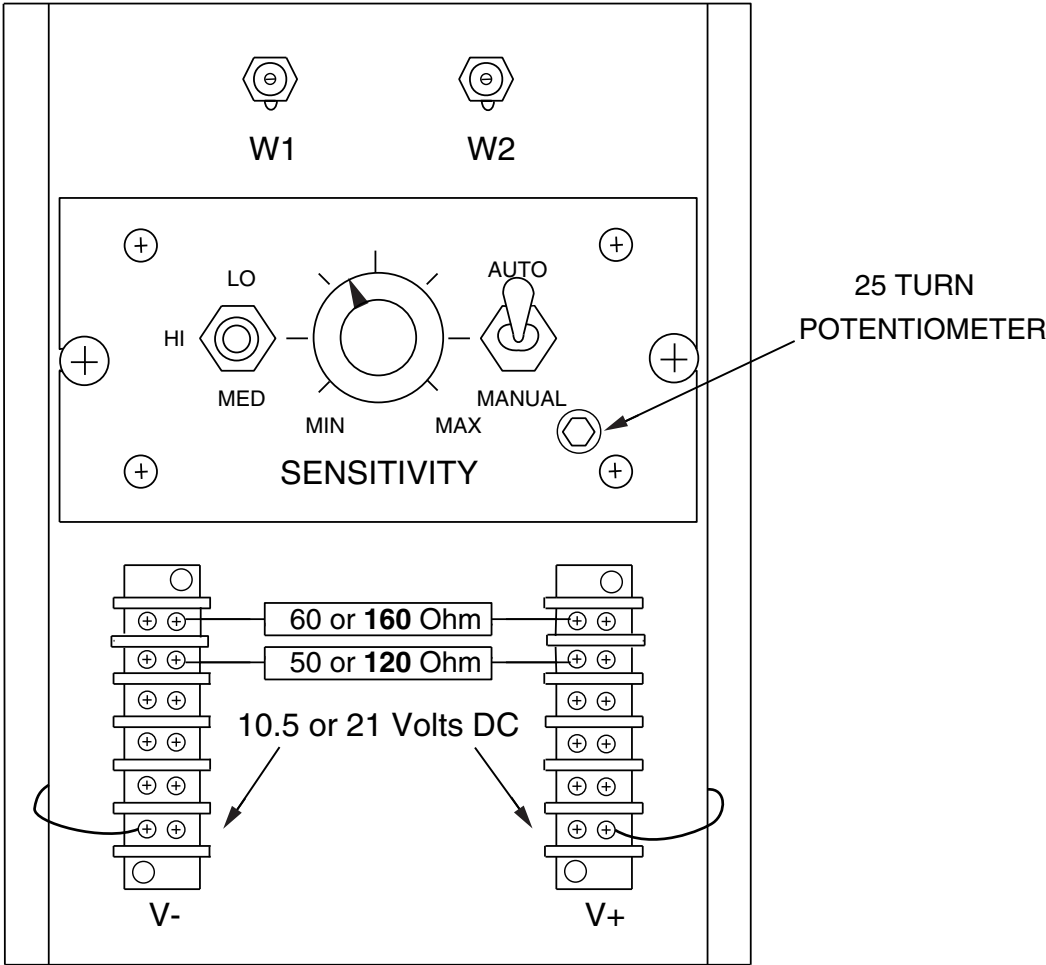 W1
W2
LO
AUTO
HI
MED
MANUAL
MIN
MAX
SENSITIVITY
25 TURN
POTENTIOMETER
60 or 160 Ohm
50 or 120 Ohm
10.5 or 21 Volts DC
V-
V+